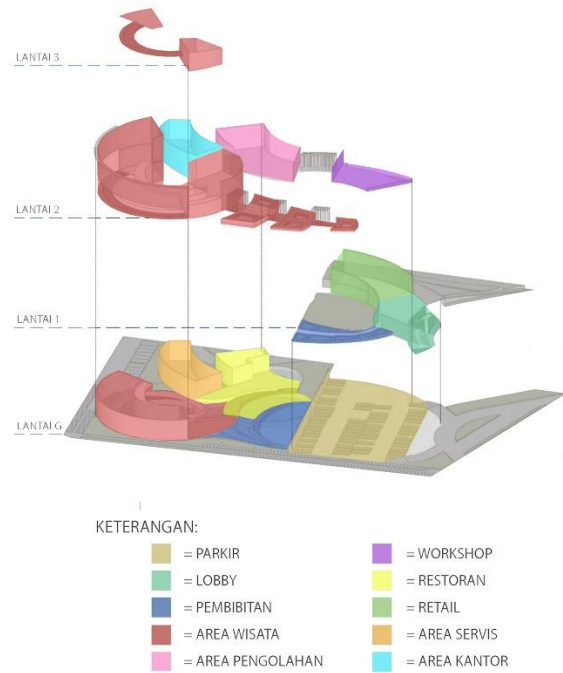 LANTAI 3
LANTAI 2
LANTAI 1
LANTAI G
KETERANGAN:
= PARKIR
= LOBBY
= PEMBIBITAN
= AREA WISATA
= AREA PENGOLAHAN
= WORKSHOP
= RESTORAN
= RETAIL
= AREA SERVIS
= AREA KANTOR